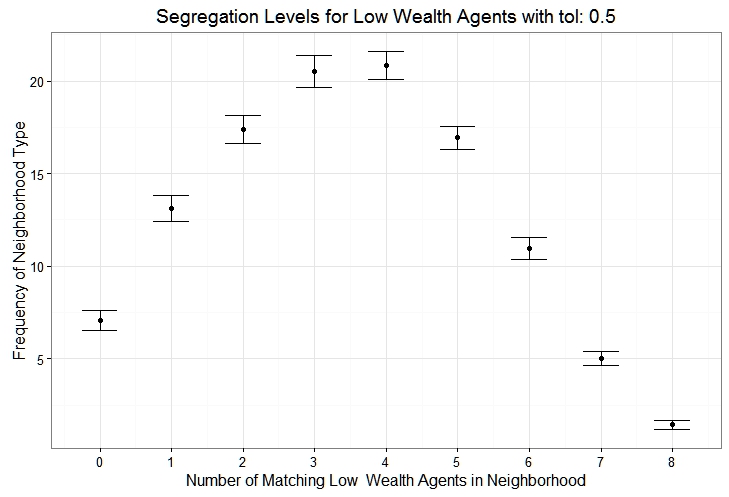 Segregation Levels for Low Wealth Agents with tol: 0.5
Frequency of Neighborhood Type
20
15
10
5
0 1 2 3 4 5 6 7 8
Number of Matching Low  Wealth Agents in Neighborhood